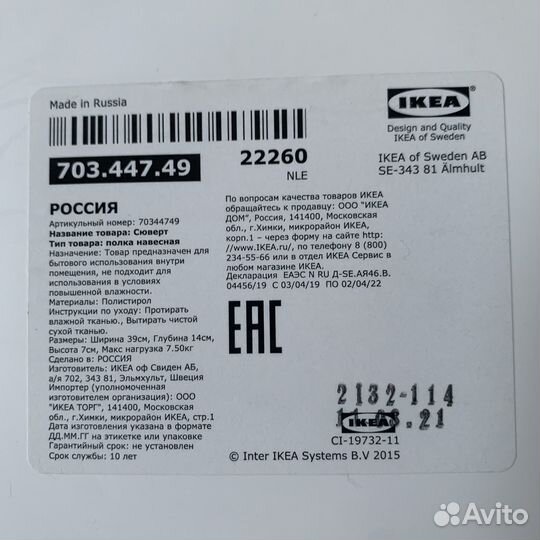 Made in Russia
IKEA
Design and Quality
IKEA of Sweden
703.447.49
22260
NLE
IKEA of Sweden AB
SE-343 81 Älmhult
РОССИЯ
Артикульный номер: 70344749
Название товара: Сюверт
Тип товара: полка навесная
Назначение: Товар предназначен для
бытового использования внутри
помещения, не подходит для
использования в условиях
повышенной влажности.
Материалы: Полистирол
Инструкции по уходу: Протирать
влажной тканью., Вытирать чистой
сухой тканью.
Размеры: Ширина 39см, Глубина 14см,
Высота 7см, Макс нагрузка 7.50кг
Сделано в: РОССИЯ
Изготовитель: ИКЕА оф Свиден АБ,
а/я 702, 343 81, Эльмхульт, Швеция
Импортер (уполномоченная
изготовителем организация): ООО
"ИКЕА ТОРГ", 141400, Московская
обл., г.Химки, микрорайон ИКЕА, стр.1
Дата изготовления указана в формате
ДД.ММ.ГГ на этикетке или упаковке
Гарантийный срок: не установлен
Срок службы: 10 лет
По вопросам качества товаров ИКЕА
обращайтесь к продавцу: ООО "ИКЕА
ДОМ", Россия, 141400, Московская
обл., г.Химки, микрорайон ИКЕА,
корп.1 – через форму на сайте http:
//www.IKEA.ru/, по телефону 8 (800)
234-55-66 или в отдел ИКЕА Сервис в
любом магазине ИКЕА.
Декларация ЕАЭС N RU Д-SE.АЯ46.В.
04456/19 С 03/04/19 ПО 02/04/22
ЕАС
2132-114
.21
IKEA
CI-19732-11
© Inter IKEA Systems B.V 2015
Avito